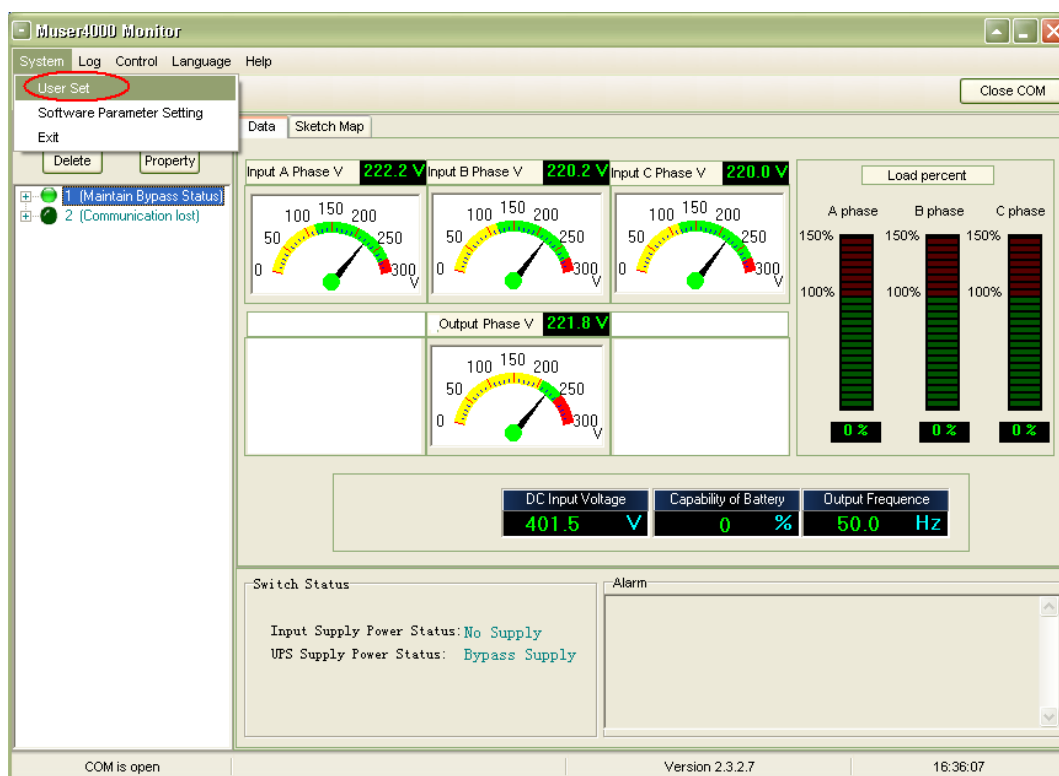 Muser4000 Monitor
System Log Control Language Help
User Set
Software Parameter Setting
Exit
Close COM
Data Sketch Map
Delete Property
1 (Maintain Bypass Status)
2 (Communication lost)
Input A Phase V 222.2 V Input B Phase V 220.2 V Input C Phase V 220.0 V
0 50 100 150 200 250 300 V
0 50 100 150 200 250 300 V
0 50 100 150 200 250 300 V
Output Phase V 221.8 V
0 50 100 150 200 250 300 V
Load percent
A phase B phase C phase
150% 150% 150%
100% 100% 100%
0 % 0 % 0 %
DC Input Voltage Capability of Battery Output Frequence
401.5 V 0 % 50.0 Hz
Switch Status
Input Supply Power Status: No Supply
UPS Supply Power Status: Bypass Supply
Alarm
COM is open Version 2.3.2.7 16:36:07